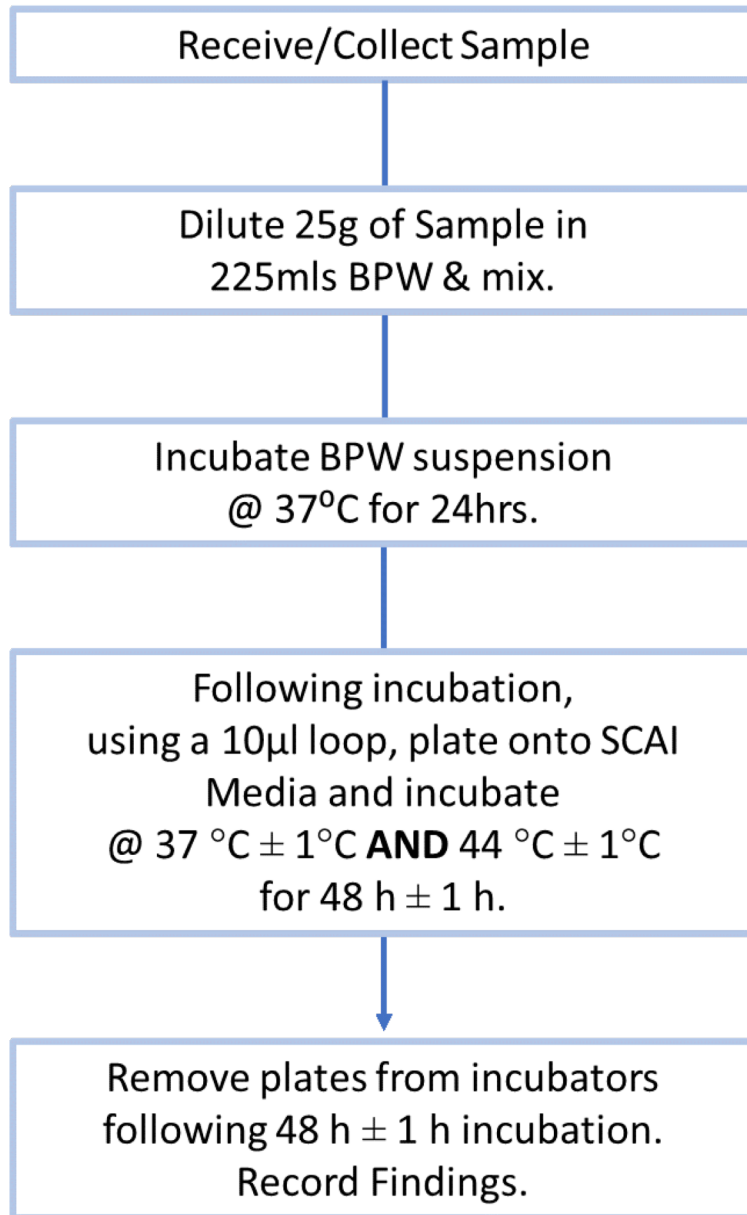 Receive/Collect Sample
Dilute 25g of Sample in
225mls BPW & mix.
Incubate BPW suspension
@ 37⁰C for 24hrs.
Following incubation,
using a 10µl loop, plate onto SCAI
Media and incubate
@ 37 °C ± 1°C AND 44 °C ± 1°C
for 48 h ± 1 h.
Remove plates from incubators
following 48 h ± 1 h incubation.
Record Findings.